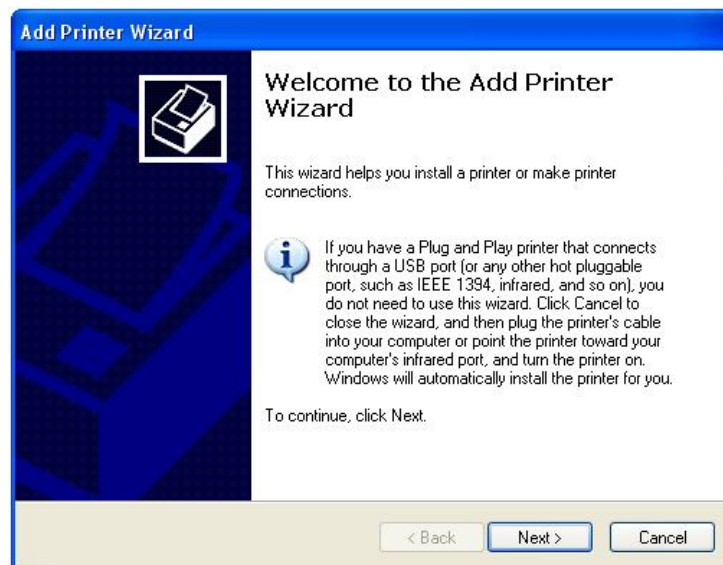 Add Printer Wizard
Welcome to the Add Printer
Wizard
This wizard helps you install a printer or make printer
connections.
If you have a Plug and Play printer that connects
through a USB port (or any other hot pluggable
port, such as IEEE 1394, infrared, and so on), you
do not need to use this wizard. Click Cancel to
close the wizard, and then plug the printer's cable
into your computer or point the printer toward your
computer's infrared port, and turn the printer on.
Windows will automatically install the printer for you.
To continue, click Next.
< Back Next > Cancel